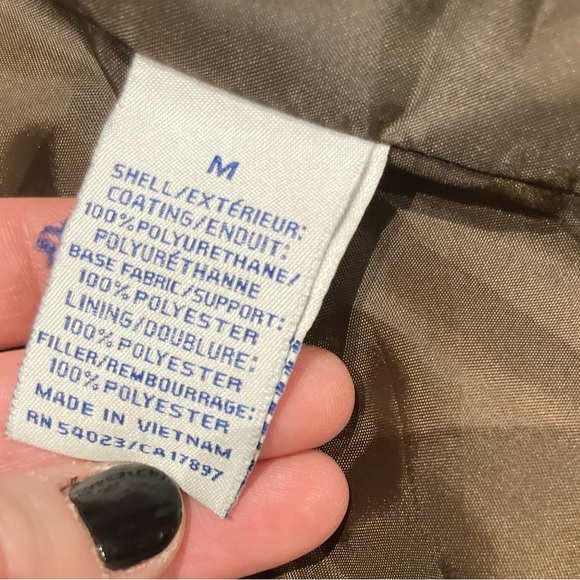 M
SHELL/EXTÉRIEUR:
COATING/ENDUIT:
100%POLYURETHANE/
POLYURÉTHANNE
BASE FABRIC/SUPPORT:
100% POLYESTER
LINING/DOUBLURE:
100% POLYESTER
FILLER/REMBOURRAGE:
100% POLYESTER
MADE IN VIETNAM
RN 54023/CA17897